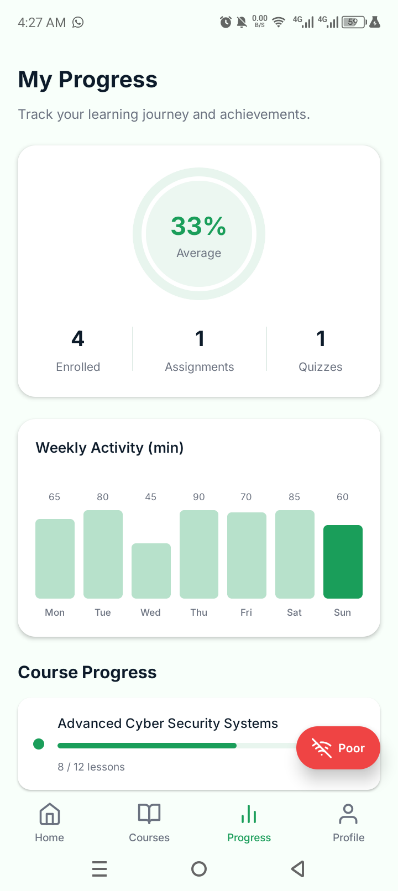 4:27 AM 0.00 4G 4G 59
B/S
My Progress
Track your learning journey and achievements.
33%
Average
4 1 1
Enrolled Assignments Quizzes
Weekly Activity (min)
65 80 45 90 70 85 60
Mon Tue Wed Thu Fri Sat Sun
Course Progress
Advanced Cyber Security Systems
Poor
8 / 12 lessons
Home Courses Progress Profile